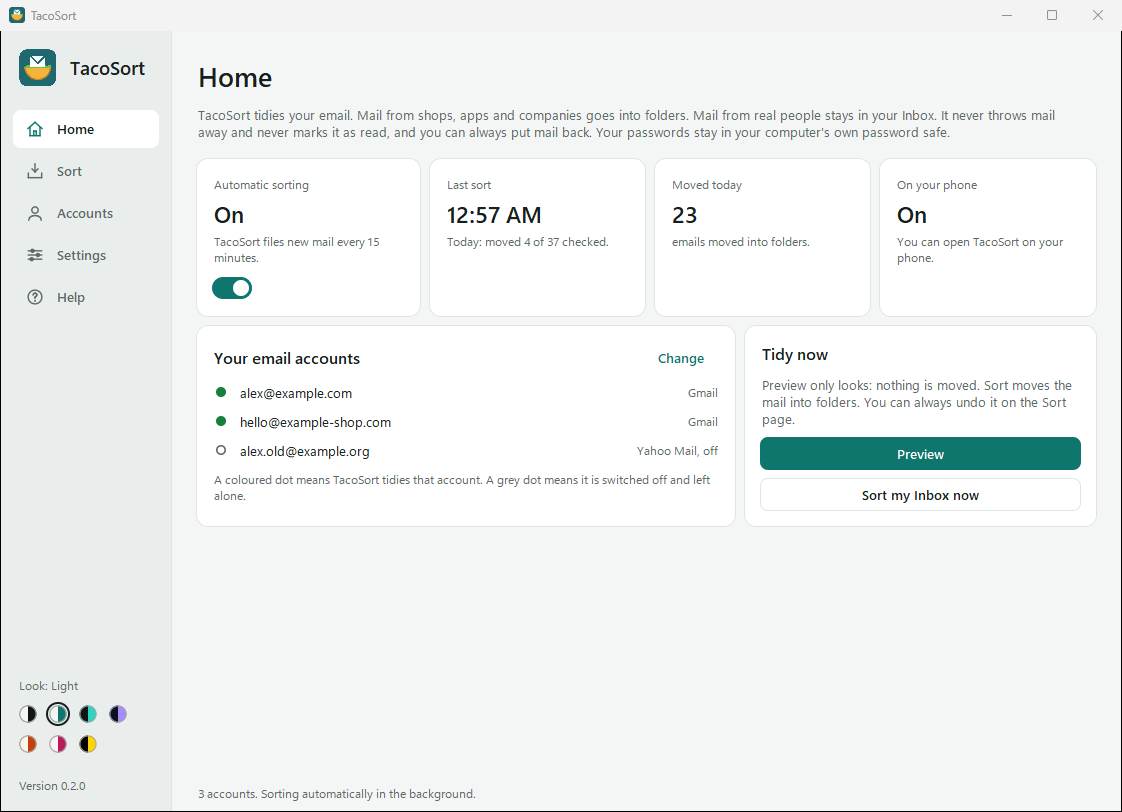 TacoSort
TacoSort
Home
Sort
Accounts
Settings
Help
Look: Light
Version 0.2.0
Home
TacoSort tidies your email. Mail from shops, apps and companies goes into folders. Mail from real people stays in your Inbox. It never throws mail
away and never marks it as read, and you can always put mail back. Your passwords stay in your computer's own password safe.
Automatic sorting
On
TacoSort files new mail every 15
minutes.
Last sort
12:57 AM
Today: moved 4 of 37 checked.
Moved today
23
emails moved into folders.
On your phone
On
You can open TacoSort on your
phone.
Your email accounts
Change
alex@example.com
Gmail
hello@example-shop.com
Gmail
alex.old@example.org
Yahoo Mail, off
A coloured dot means TacoSort tidies that account. A grey dot means it is switched off and left
alone.
Tidy now
Preview only looks: nothing is moved. Sort moves the
mail into folders. You can always undo it on the Sort
page.
Preview
Sort my Inbox now
3 accounts. Sorting automatically in the background.